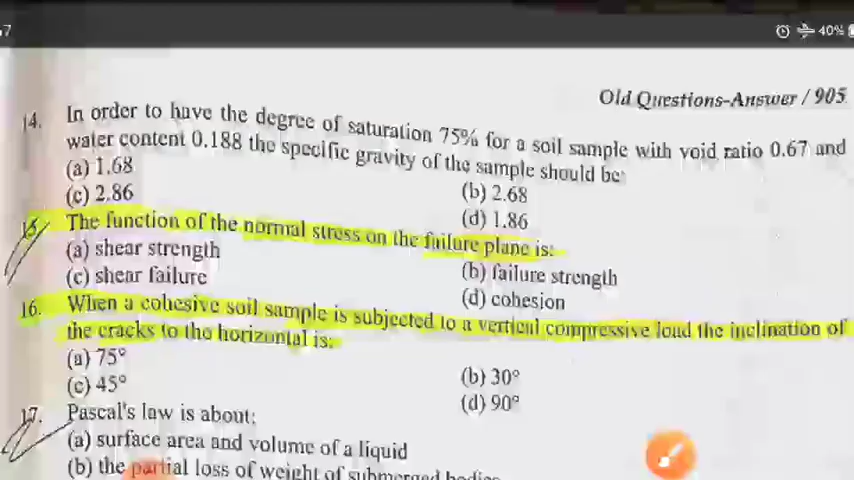 7
40%
Old Questions-Answer / 905
14. In order to have the degree of saturation 75% for a soil sample with void ratio 0.67 and
water content 0.188 the specific gravity of the sample should be:
(a) 1.68
(b) 2.68
(c) 2.86
(d) 1.86
15. The function of the normal stress on the failure plane is:
(a) shear strength
(b) failure strength
(c) shear failure
(d) cohesion
16. When a cohesive soil sample is subjected to a vertical compressive load the inclination of
the cracks to the horizontal is:
(a) 75°
(b) 30°
(c) 45°
(d) 90°
17. Pascal's law is about:
(a) surface area and volume of a liquid
(b) the partial loss of weight of submerged bodies